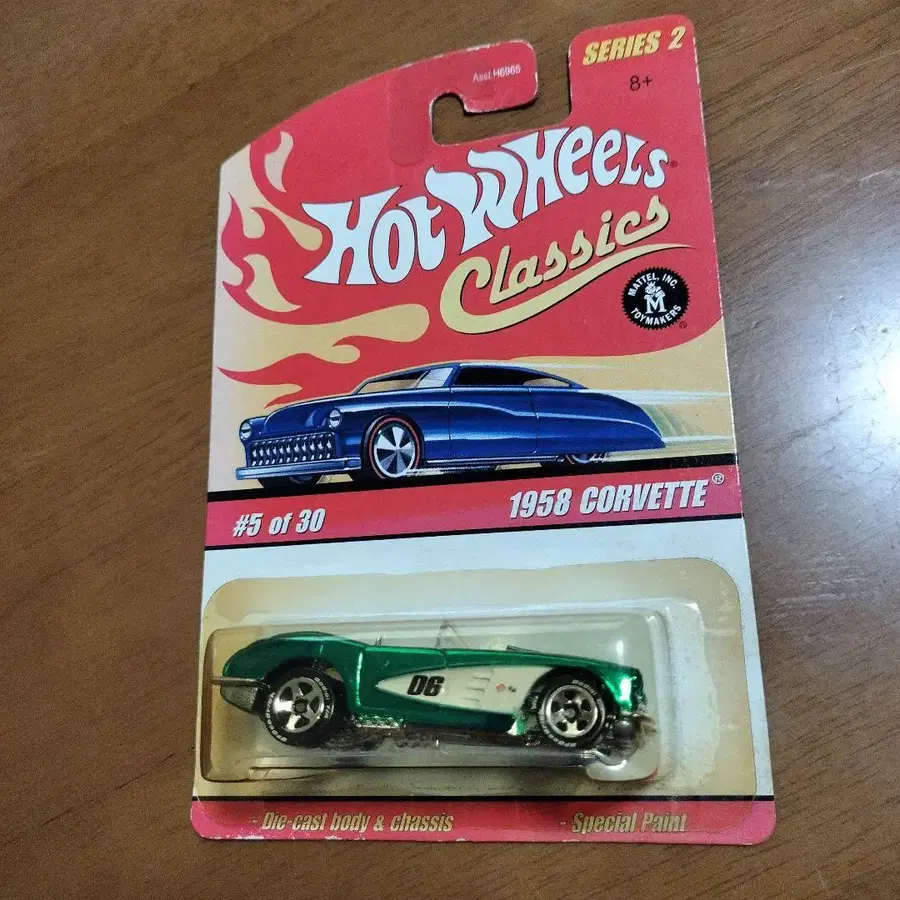 SERIES 2
Asst.H6965
8+
HOT WHEELS®
Classics
MATTEL, INC.
M
TOYMAKERS
®
#5 of 30
1958 CORVETTE®
06
- Die-cast body & chassis
- Special Paint